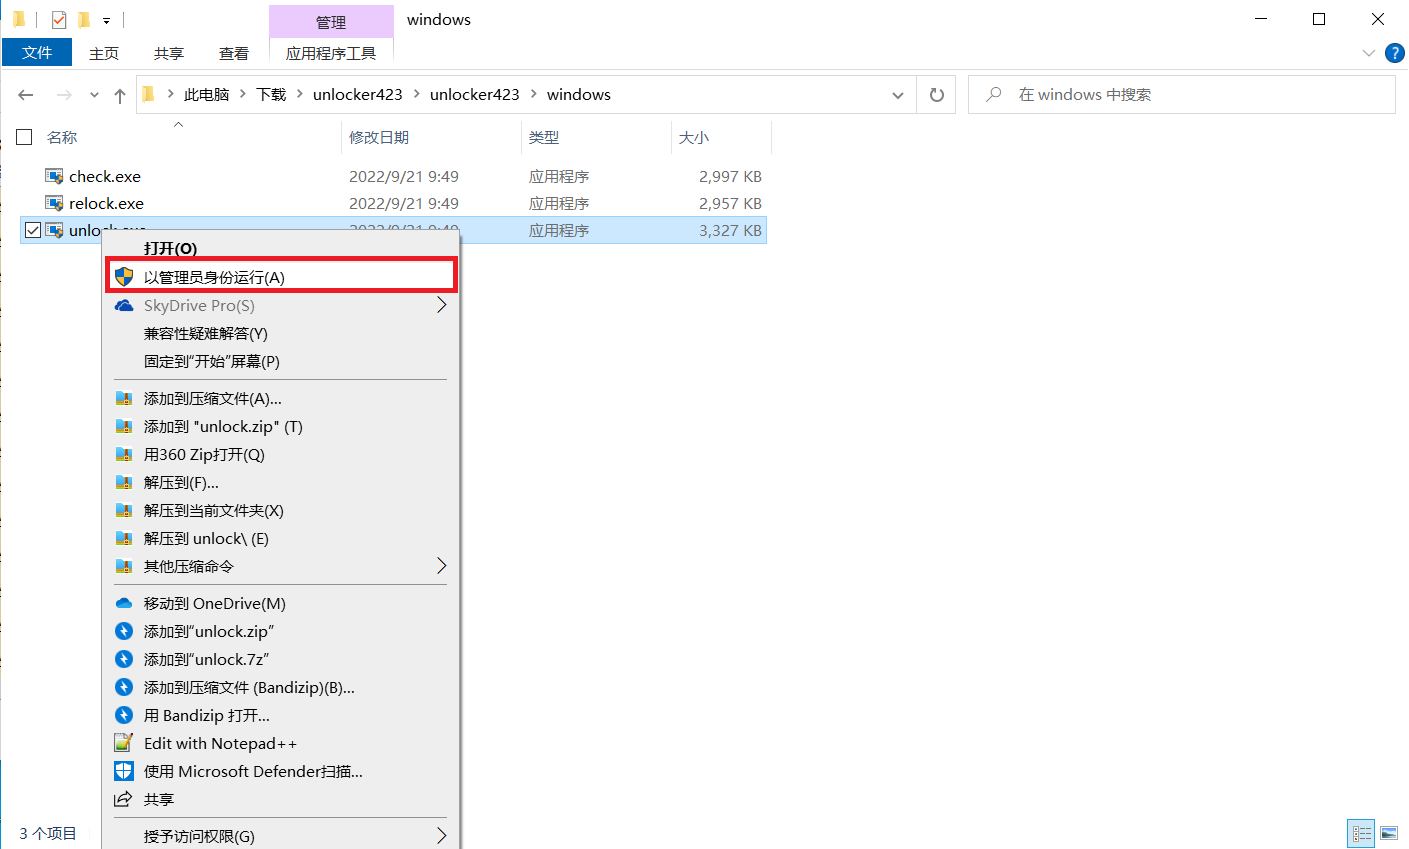 管理
windows
文件
主页
共享
查看
应用程序工具
此电脑
下载
unlocker423
unlocker423
windows
在 windows 中搜索
名称
修改日期
类型
大小
check.exe
2022/9/21 9:49
应用程序
2,997 KB
relock.exe
2022/9/21 9:49
应用程序
2,957 KB
unlock.exe
2022/9/21 9:49
应用程序
3,327 KB
打开(O)
以管理员身份运行(A)
SkyDrive Pro(S)
兼容性疑难解答(Y)
固定到“开始”屏幕(P)
添加到压缩文件(A)...
添加到 "unlock.zip" (T)
用360 Zip打开(Q)
解压到(F)...
解压到当前文件夹(X)
解压到 unlock\ (E)
其他压缩命令
移动到 OneDrive(M)
添加到“unlock.zip”
添加到“unlock.7z”
添加到压缩文件 (Bandizip)(B)...
用 Bandizip 打开...
Edit with Notepad++
使用 Microsoft Defender扫描...
共享
授予访问权限(G)
3 个项目